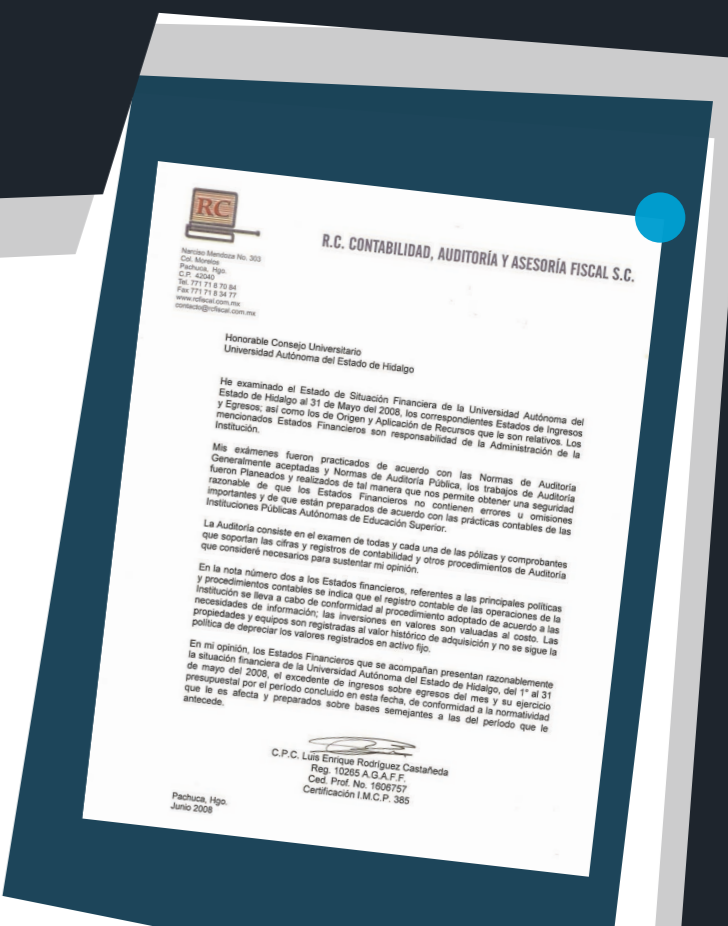 RC
R.C. CONTABILIDAD, AUDITORÍA Y ASESORÍA FISCAL S.C.
Narciso Mendoza No. 303
Col. Morelos
Pachuca, Hgo.
C.P. 42040
Tel. 771 71 8 70 84
Fax 771 71 8 34 77
www.rcfiscal.com.mx
contacto@rcfiscal.com.mx
Honorable Consejo Universitario
Universidad Autónoma del Estado de Hidalgo
He examinado el Estado de Situación Financiera de la Universidad Autónoma del
Estado de Hidalgo al 31 de Mayo del 2008, los correspondientes Estados de Ingresos
y Egresos; así como los de Origen y Aplicación de Recursos que le son relativos. Los
mencionados Estados Financieros son responsabilidad de la Administración de la
Institución.
Mis exámenes fueron practicados de acuerdo con las Normas de Auditoría
Generalmente aceptadas y Normas de Auditoría Pública, los trabajos de Auditoría
fueron Planeados y realizados de tal manera que nos permite obtener una seguridad
razonable de que los Estados Financieros no contienen errores u omisiones
importantes y de que están preparados de acuerdo con las prácticas contables de las
Instituciones Públicas Autónomas de Educación Superior.
La Auditoría consiste en el examen de todas y cada una de las pólizas y comprobantes
que soportan las cifras y registros de contabilidad y otros procedimientos de Auditoría
que consideré necesarios para sustentar mi opinión.
En la nota número dos a los Estados financieros, referentes a las principales políticas
y procedimientos contables se indica que el registro contable de las operaciones de la
Institución se lleva a cabo de conformidad al procedimiento adoptado de acuerdo a las
necesidades de información; las inversiones en valores son valuadas al costo. Las
propiedades y equipos son registradas al valor histórico de adquisición y no se sigue la
política de depreciar los valores registrados en activo fijo.
En mi opinión, los Estados Financieros que se acompañan presentan razonablemente
la situación financiera de la Universidad Autónoma del Estado de Hidalgo, del 1° al 31
de mayo del 2008, el excedente de ingresos sobre egresos del mes y su ejercicio
presupuestal por el período concluido en esta fecha, de conformidad a la normatividad
que le es afecta y preparados sobre bases semejantes a las del período que le
antecede.
C.P.C. Luis Enrique Rodríguez Castañeda
Reg. 10265 A.G.A.F.F.
Ced. Prof. No. 1606757
Certificación I.M.C.P. 385
Pachuca, Hgo.
Junio 2008